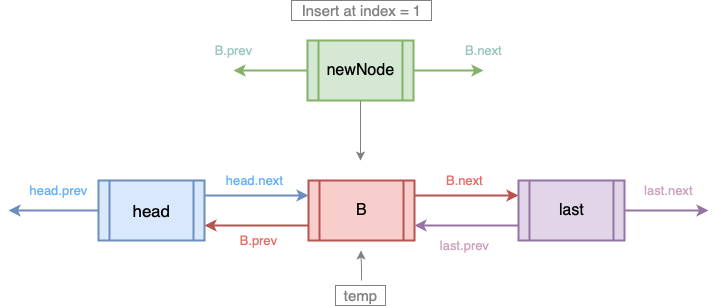 Insert at index = 1
B.prev
B.next
newNode
head.prev
head.next
B.next
last.next
head
B
last
B.prev
last.prev
temp